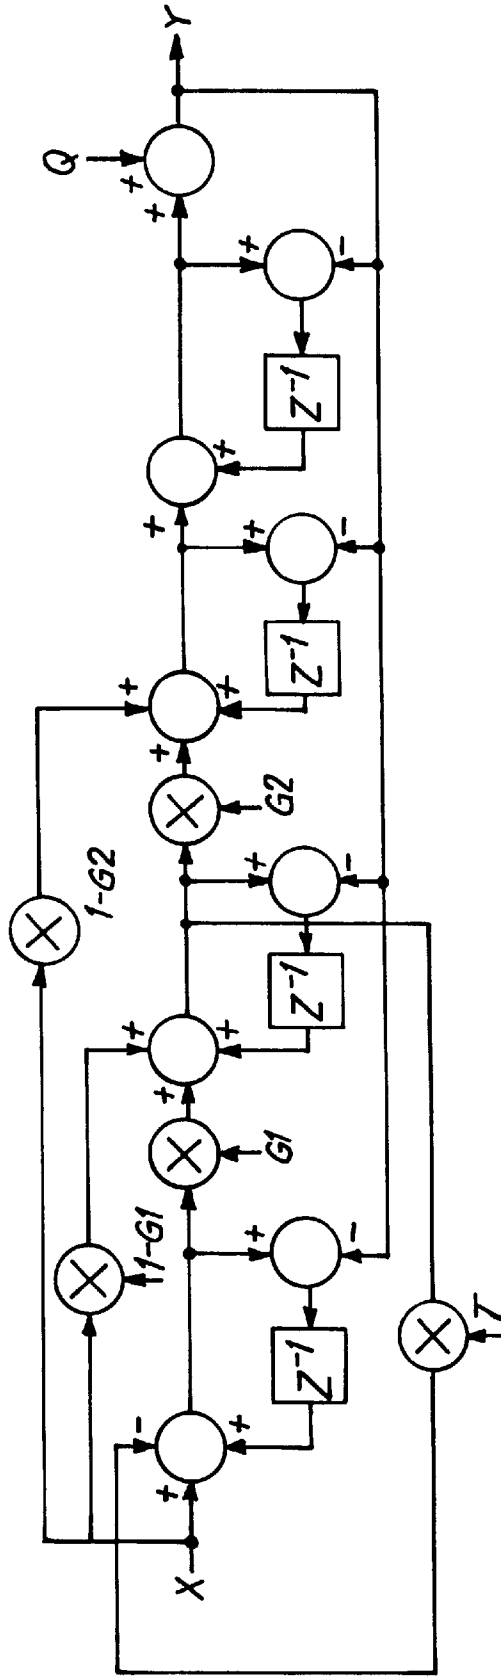 X
+
-
+
Z⁻¹
+
-
1-G1
G1
+
+
+
Z⁻¹
+
-
1-G2
G2
+
+
+
Z⁻¹
+
-
+
+
Z⁻¹
+
-
+
+
Q
Y
T